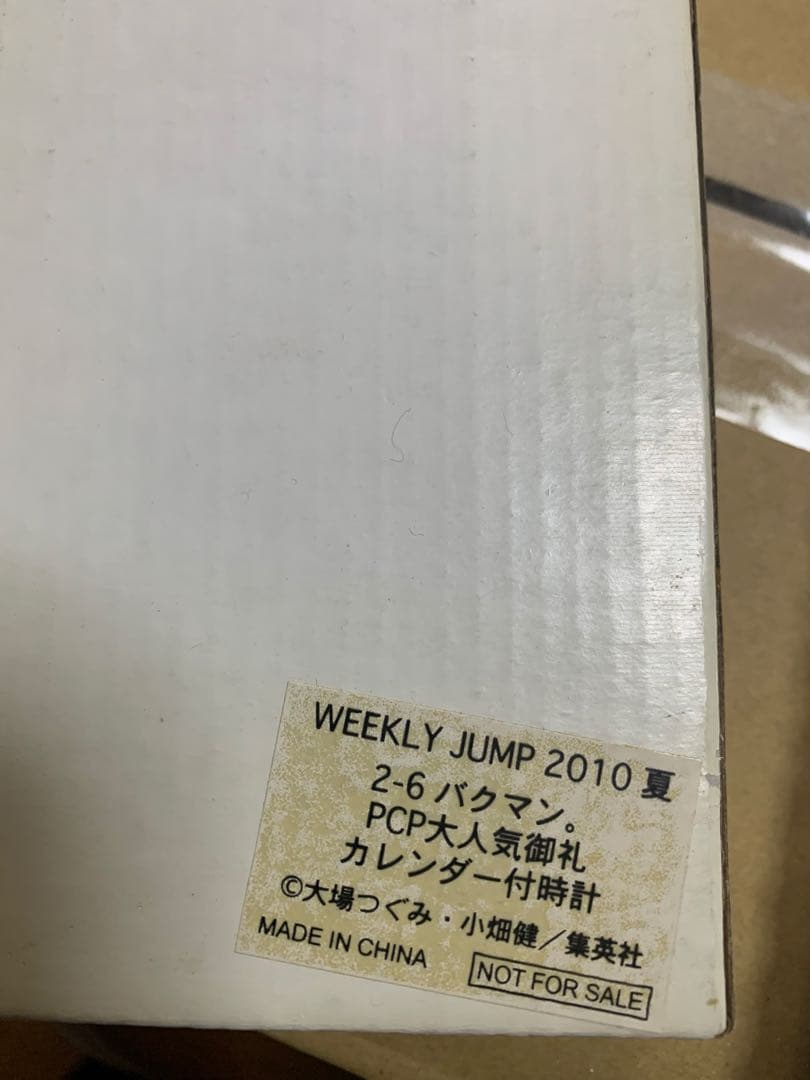 WEEKLY JUMP 2010 夏
2-6 バクマン。
PCP大人気御礼
カレンダー付時計
©大場つぐみ・小畑健／集英社
MADE IN CHINA
NOT FOR SALE